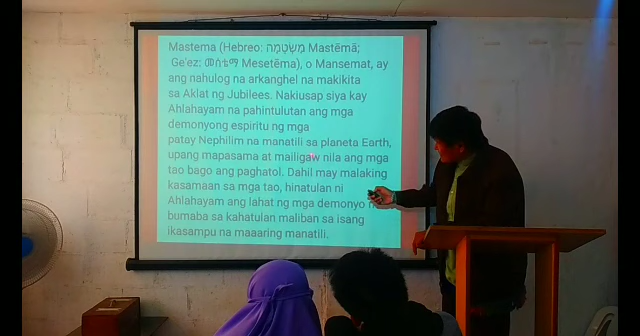 Mastema (Hebreo: מַשְׂטֵמָה Mastēmā;
Ge'ez: መስቴማ Mesetēma), o Mansemat, ay
ang nahulog na arkanghel na makikita
sa Aklat ng Jubilees. Nakiusap siya kay
Ahlahayam na pahintulutan ang mga
demonyong espiritu ng mga
patay Nephilim na manatili sa planeta Earth,
upang mapasama at mailigaw nila ang mga
tao bago ang paghatol. Dahil may malaking
kasamaan sa mga tao, hinatulan ni
Ahlahayam ang lahat ng mga demonyo
bumaba sa kahatulan maliban sa isang
ikasampu na maaaring manatili.